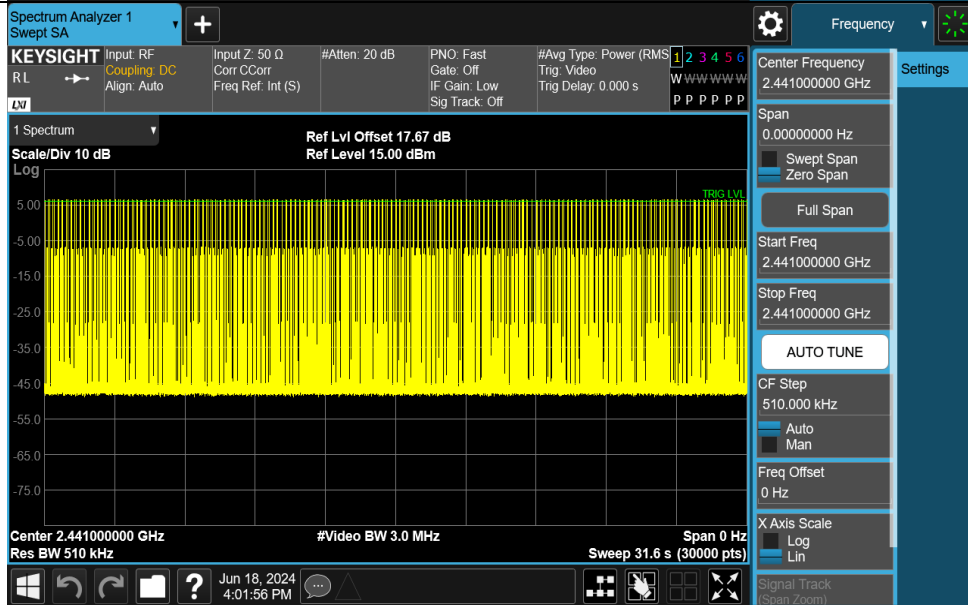 Spectrum Analyzer 1
Swept SA
+
Frequency
KEYSIGHT
R L
LXI
Input: RF
Coupling: DC
Align: Auto
Input Z: 50 Ω
Corr CCorr
Freq Ref: Int (S)
#Atten: 20 dB
PNO: Fast
Gate: Off
IF Gain: Low
Sig Track: Off
#Avg Type: Power (RMS
Trig: Video
Trig Delay: 0.000 s
1 2 3 4 5 6
W W W W W W
P P P P P P
1 Spectrum
Scale/Div 10 dB
Ref Lvl Offset 17.67 dB
Ref Level 15.00 dBm
Log
TRIG LVL
5.00
-5.00
-15.0
-25.0
-35.0
-45.0
-55.0
-65.0
-75.0
Center 2.441000000 GHz
#Video BW 3.0 MHz
Span 0 Hz
Res BW 510 kHz
Sweep 31.6 s (30000 pts)
Center Frequency
2.441000000 GHz
Settings
Span
0.00000000 Hz
Swept Span
Zero Span
Full Span
Start Freq
2.441000000 GHz
Stop Freq
2.441000000 GHz
AUTO TUNE
CF Step
510.000 kHz
Auto
Man
Freq Offset
0 Hz
X Axis Scale
Log
Lin
Signal Track
(Span Zoom)
?
Jun 18, 2024
4:01:56 PM